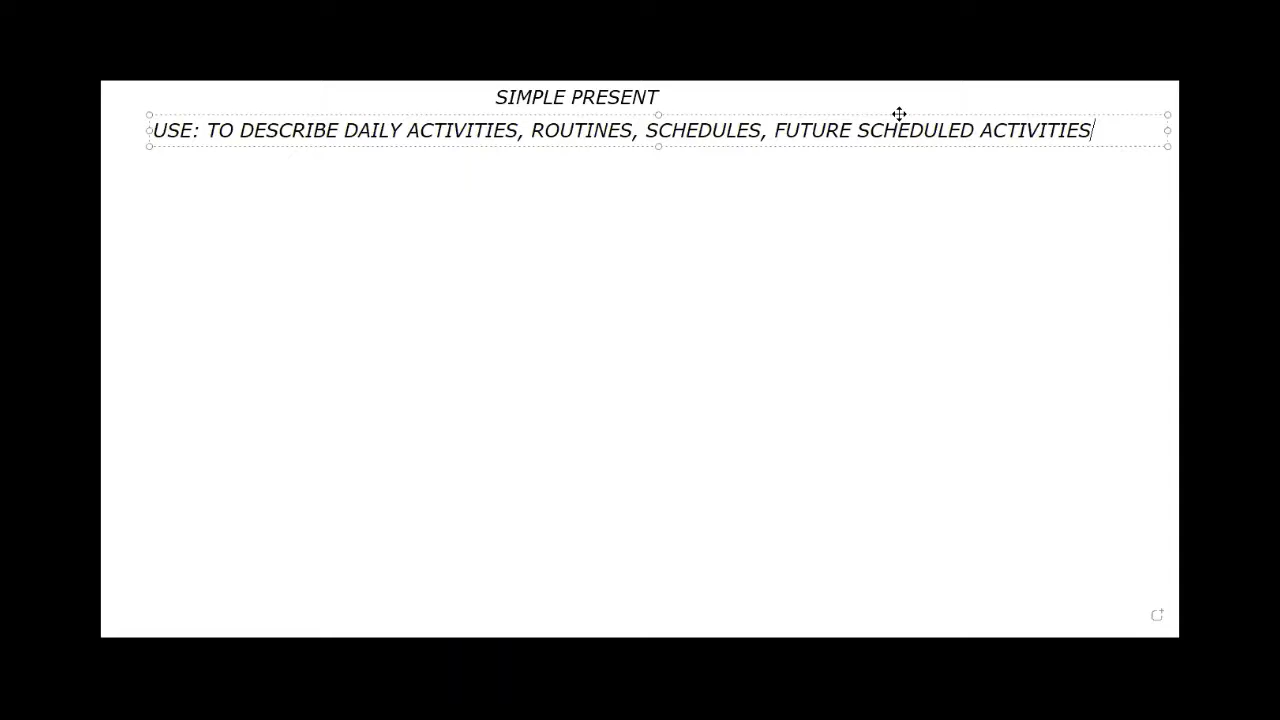 SIMPLE PRESENT
USE: TO DESCRIBE DAILY ACTIVITIES, ROUTINES, SCHEDULES, FUTURE SCHEDULED ACTIVITIES